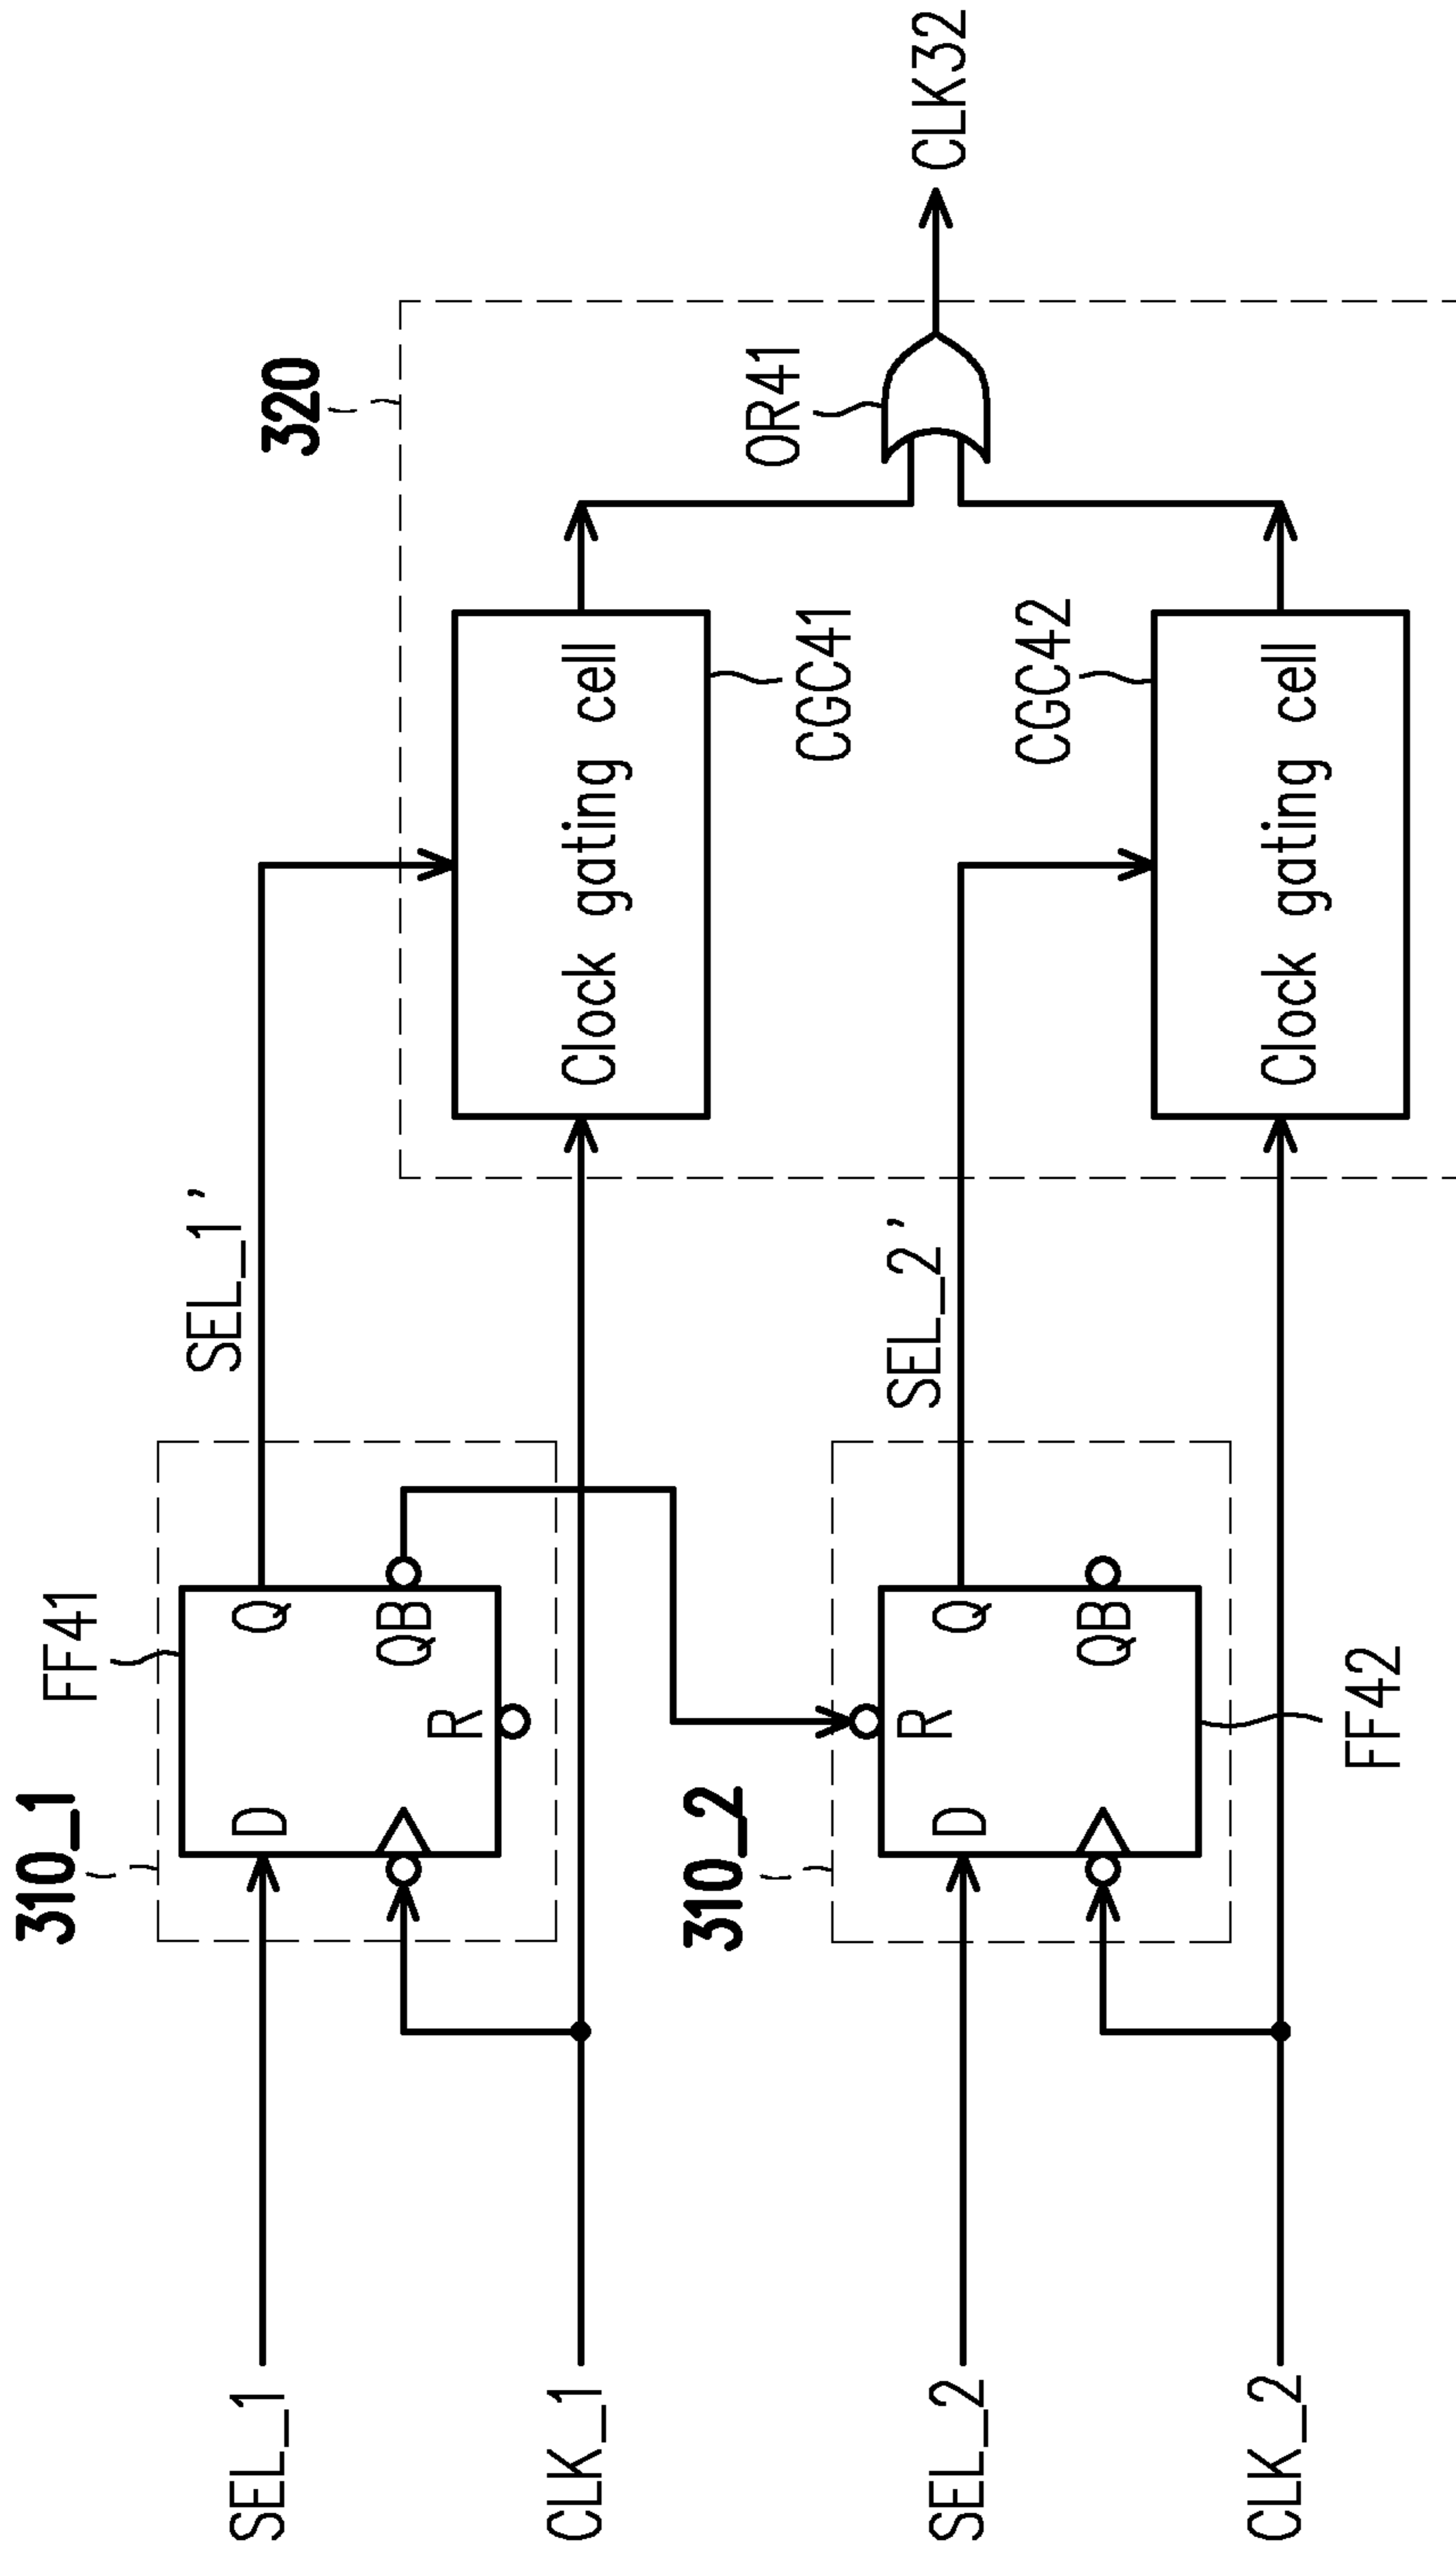 310_1
FF41
SEL_1
D
Q
SEL_1'
QB
R
CLK_1
320
Clock gating cell
CGC41
OR41
CLK32
310_2
R
SEL_2
D
Q
SEL_2'
QB
CLK_2
FF42
Clock gating cell
CGC42